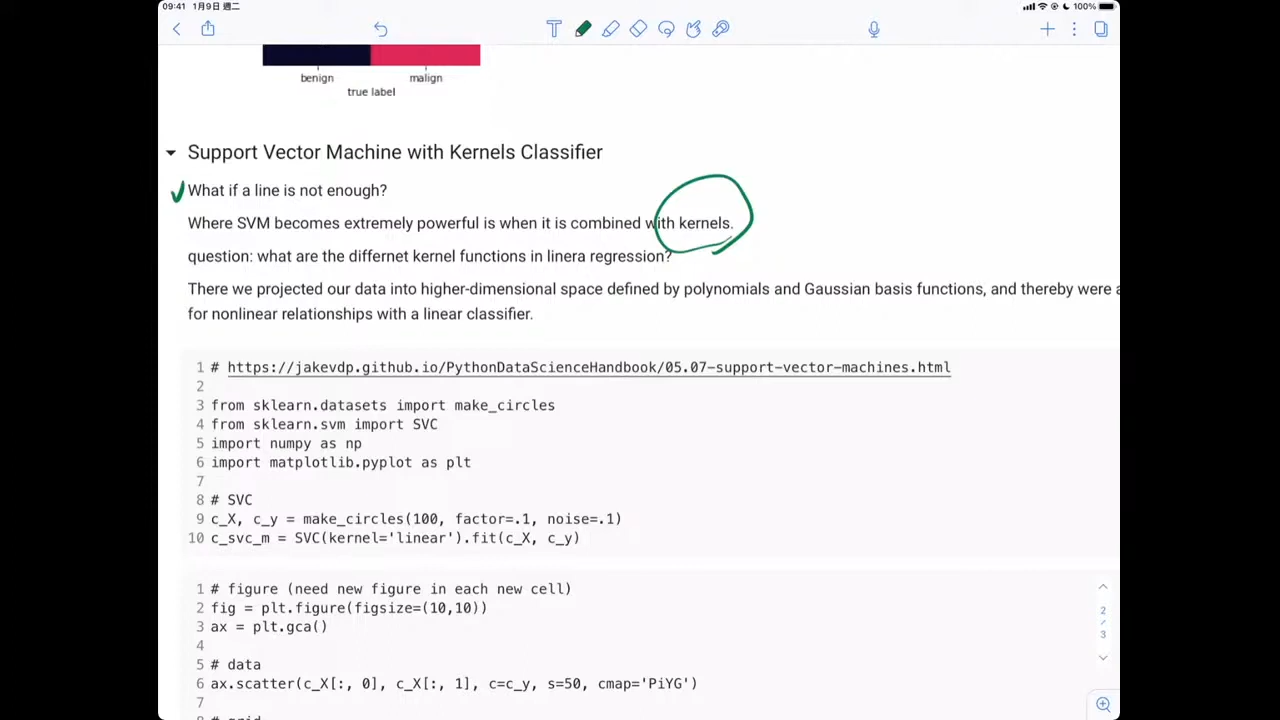 09:41 1月9日 週二
100%
benign malign
true label
Support Vector Machine with Kernels Classifier
What if a line is not enough?
Where SVM becomes extremely powerful is when it is combined with kernels.
question: what are the differnet kernel functions in linera regression?
There we projected our data into higher-dimensional space defined by polynomials and Gaussian basis functions, and thereby were
for nonlinear relationships with a linear classifier.
1 # https://jakevdp.github.io/PythonDataScienceHandbook/05.07-support-vector-machines.html
2
3 from sklearn.datasets import make_circles
4 from sklearn.svm import SVC
5 import numpy as np
6 import matplotlib.pyplot as plt
7
8 # SVC
9 c_X, c_y = make_circles(100, factor=.1, noise=.1)
10 c_svc_m = SVC(kernel='linear').fit(c_X, c_y)
1 # figure (need new figure in each new cell)
2 fig = plt.figure(figsize=(10,10))
3 ax = plt.gca()
4
5 # data
6 ax.scatter(c_X[:, 0], c_X[:, 1], c=c_y, s=50, cmap='PiYG')
7
2
/
3